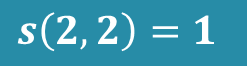 s(2, 2) = 1